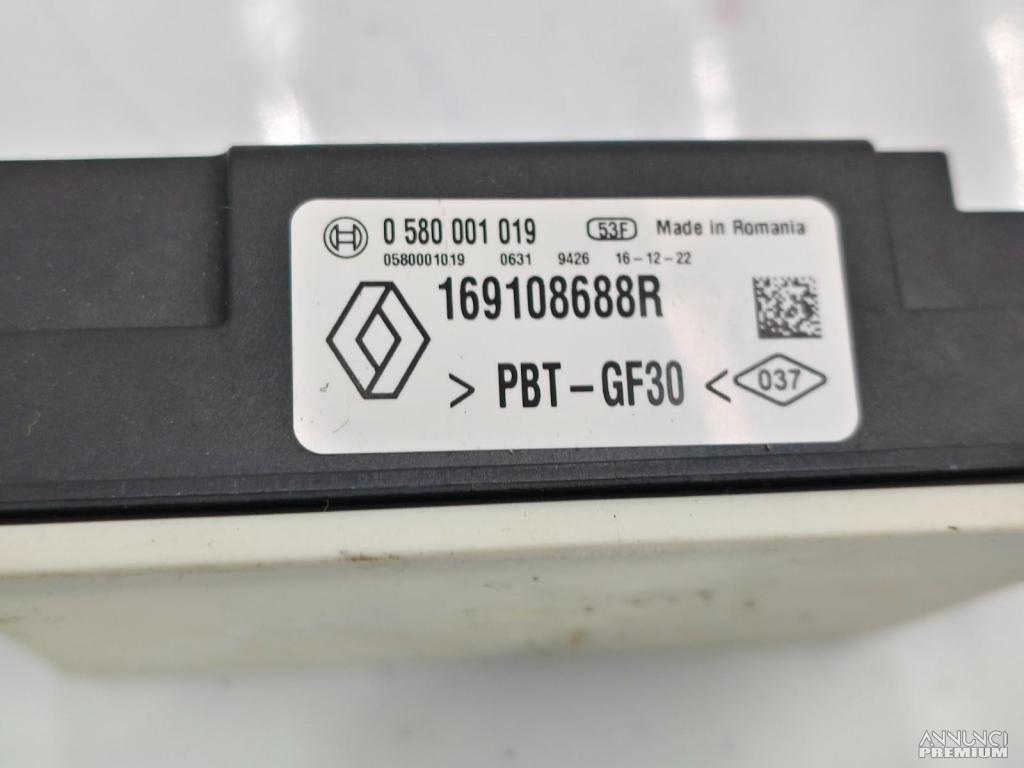 0 580 001 019 53F Made in Romania
0580001019 0631 9426 16-12-22
169108688R
> PBT-GF30 < 037
ANNUNCI
PREMIUM